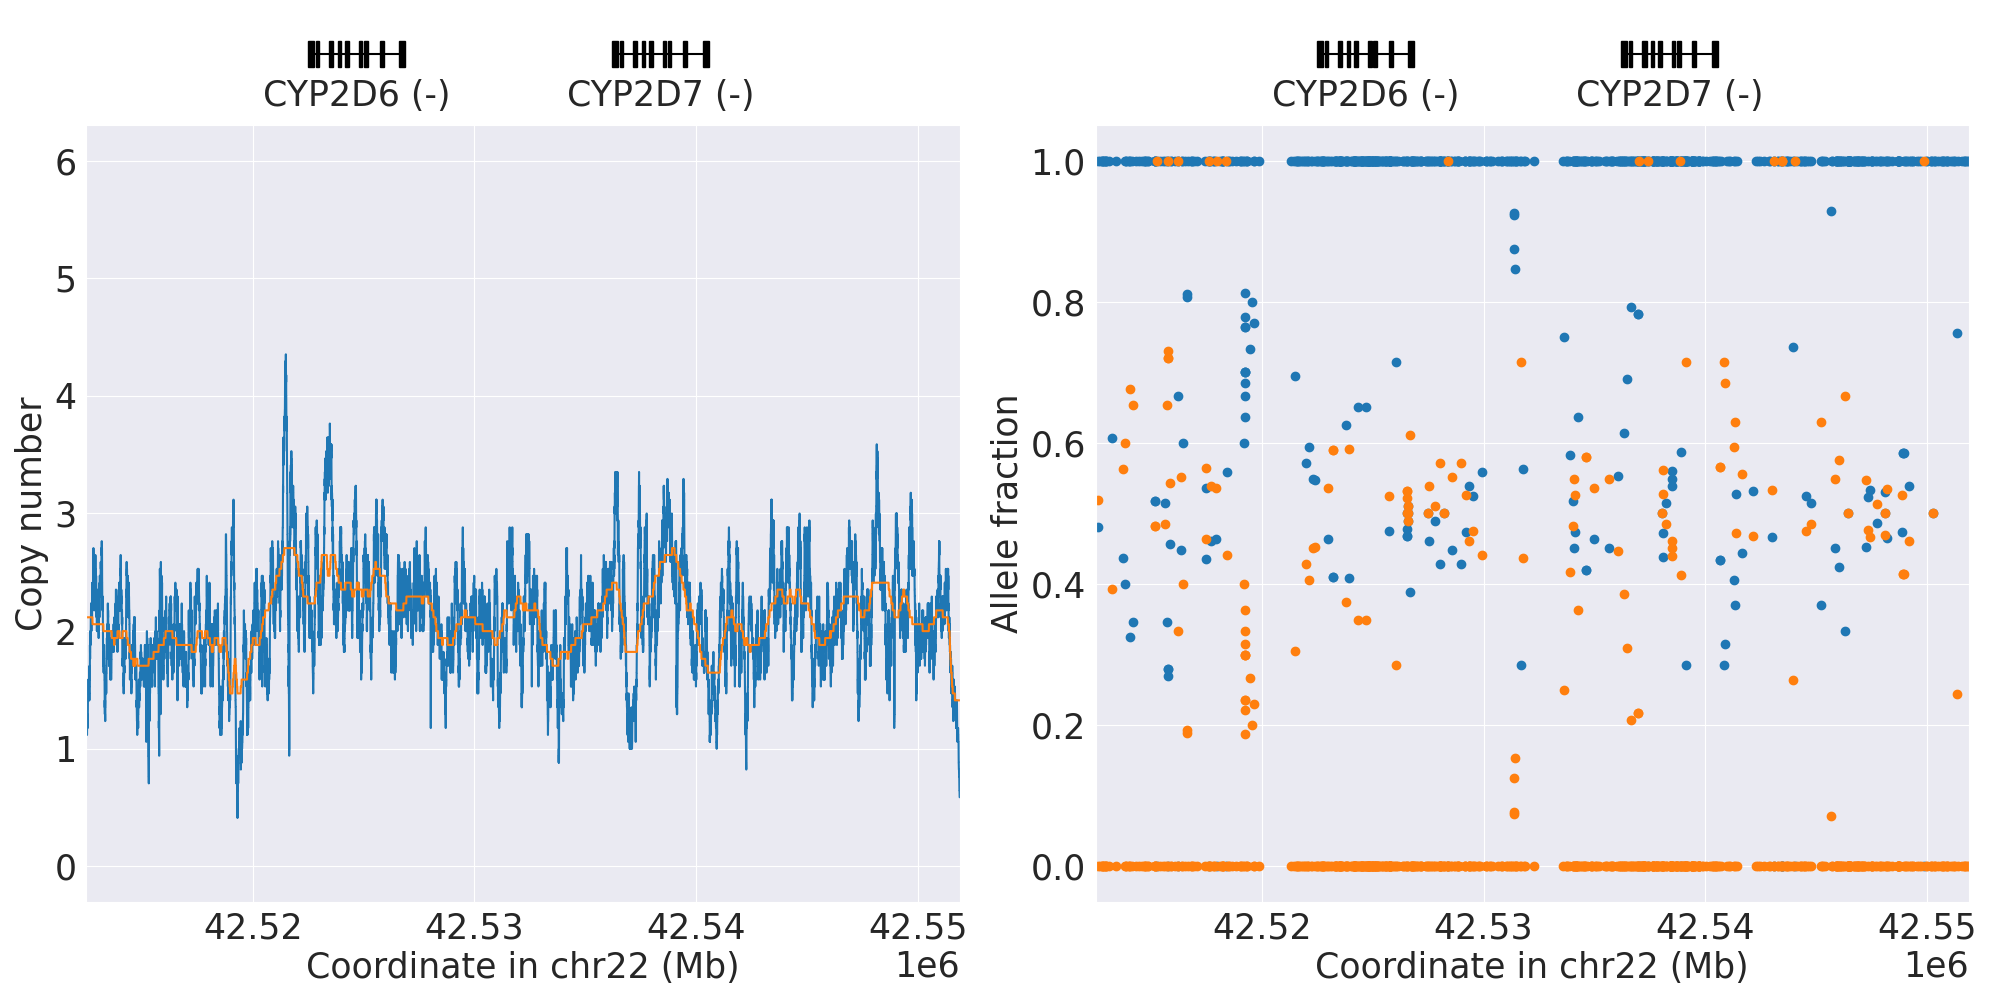 CYP2D6 (-) CYP2D7 (-)
6
5
4
3
2
1
0
Copy number
42.52 42.53 42.54 42.55
Coordinate in chr22 (Mb) 1e6
CYP2D6 (-) CYP2D7 (-)
1.0
0.8
0.6
0.4
0.2
0.0
Allele fraction
42.52 42.53 42.54 42.55
Coordinate in chr22 (Mb) 1e6